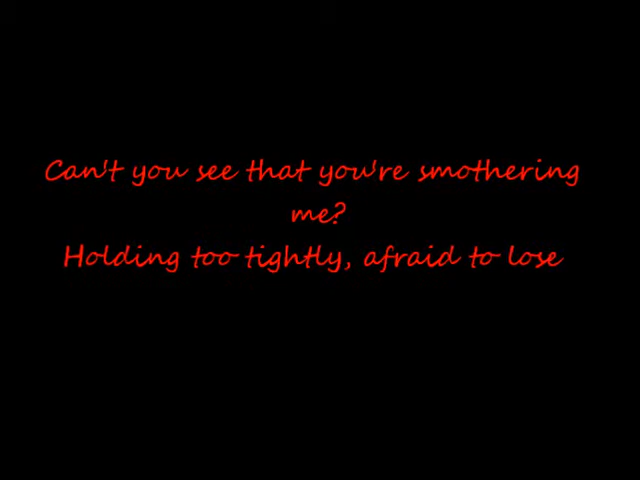 Can't you see that you're smothering
me?
Holding too tightly, afraid to lose